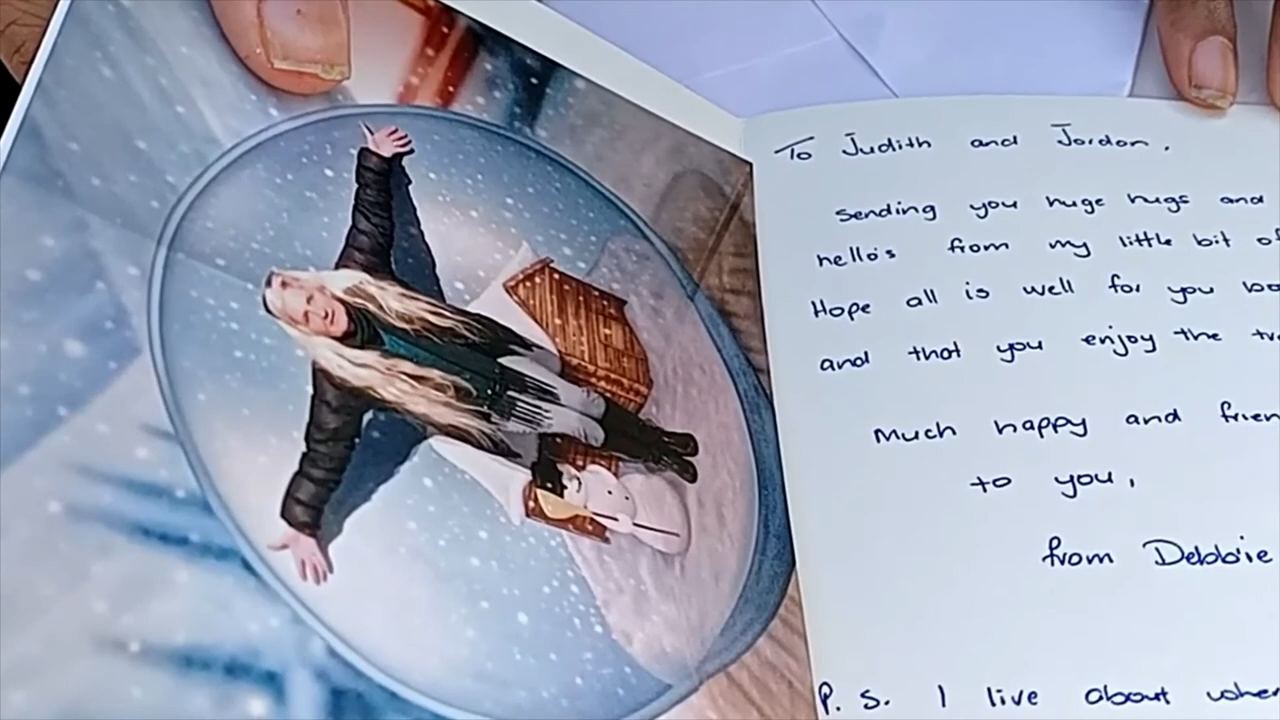 To Judith and Jordon.
Sending you huge hugs and
hello's from my little bit of
Hope all is well for you
and that you enjoy the
Much happy and
to you,
from Debbie
P.S. I live about